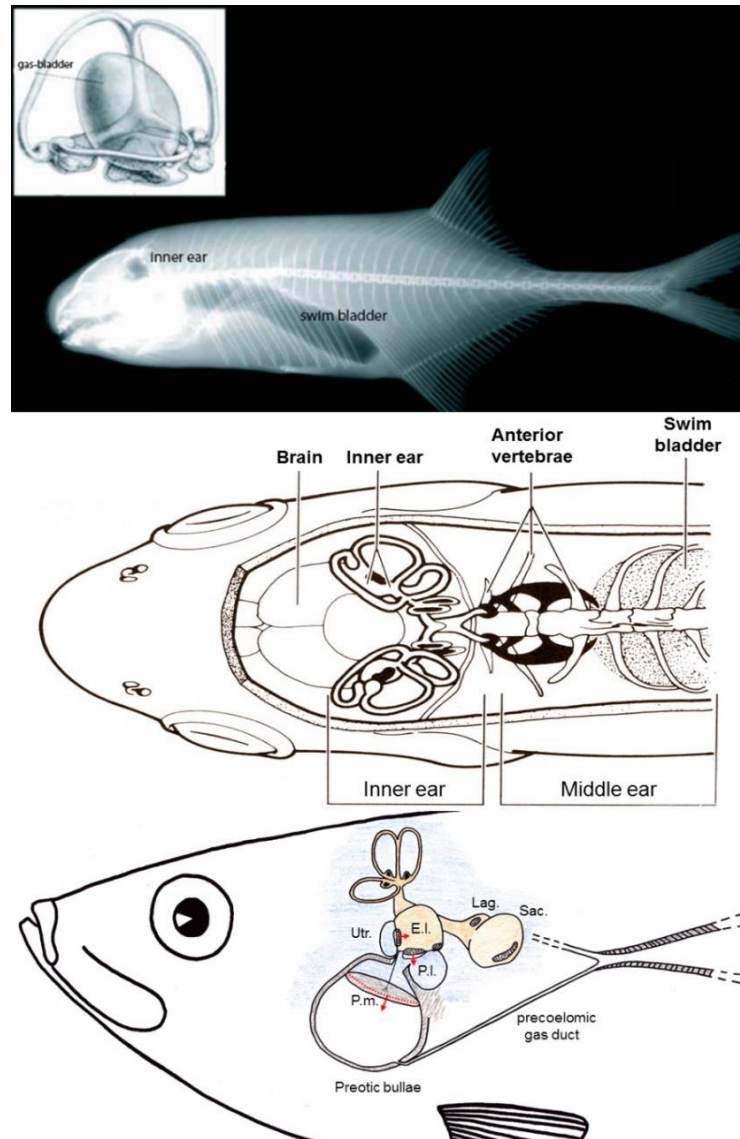 gas-bladder
inner ear
swim bladder
Brain
Inner ear
Anterior
vertebrae
Swim
bladder
Inner ear
Middle ear
Utr.
E.l.
Lag.
Sac.
P.l.
P.m.
precoelomic
gas duct
Preotic bullae